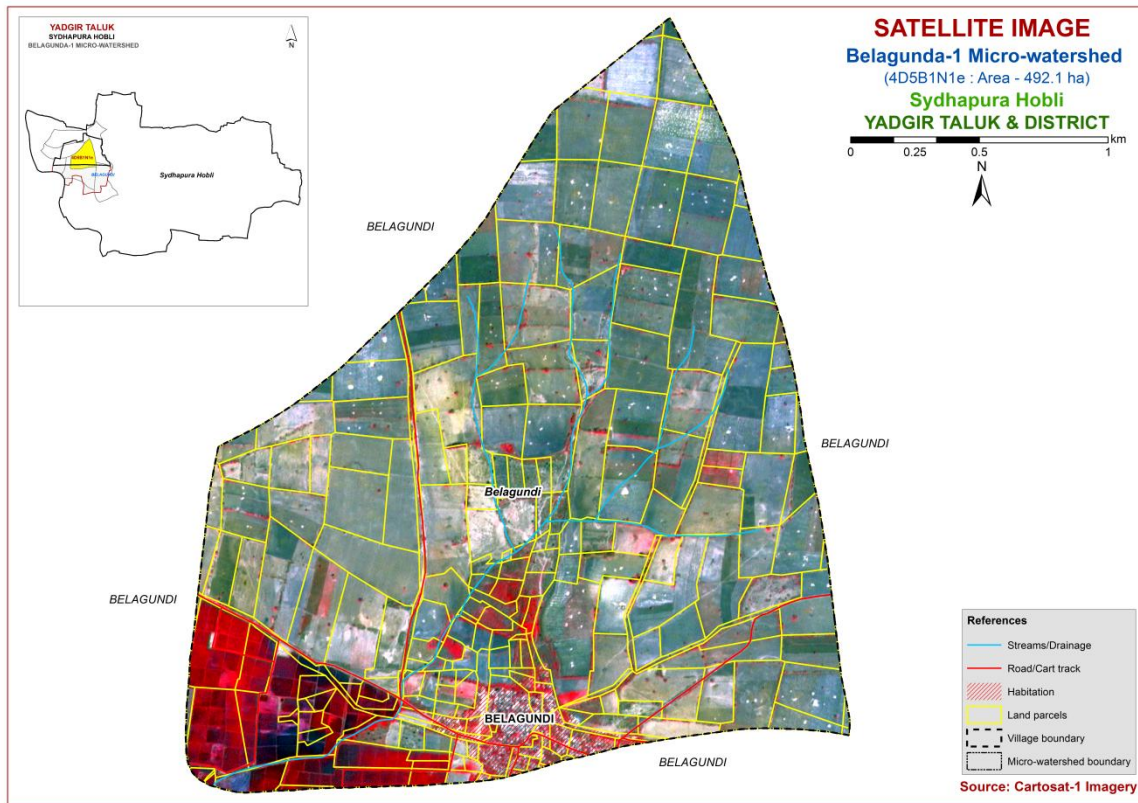 YADGIR TALUK
SYDHAPURA HOBLI
BELAGUNDA-1 MICRO-WATERSHED
N
4D5B1N1e
BELAGUNDI
Sydhapura Hobli
SATELLITE IMAGE
Belagunda-1 Micro-watershed
(4D5B1N1e : Area - 492.1 ha)
Sydhapura Hobli
YADGIR TALUK & DISTRICT
km
0 0.25 0.5 1
N
BELAGUNDI
BELAGUNDI
Belagundi
BELAGUNDI
BELAGUNDI
BELAGUNDI
References
Streams/Drainage
Road/Cart track
Habitation
Land parcels
Village boundary
Micro-watershed boundary
Source: Cartosat-1 Imagery